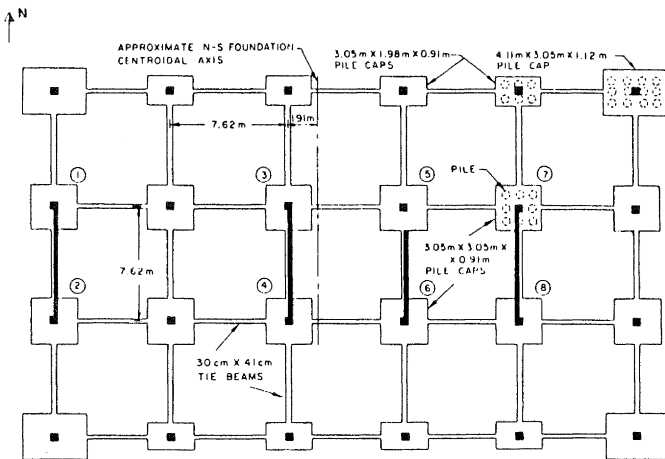 N
APPROXIMATE N-S FOUNDATION
CENTROIDAL AXIS
3.05m X 1.98m X 0.91m
PILE CAPS
4.11m X 3.05m X 1.12m
PILE CAP
7.62m
1.91m
1
3
5
7
PILE
7.62m
3.05m X 3.05m X
X 0.91m
PILE CAPS
2
4
6
8
30cm X 41cm
TIE BEAMS